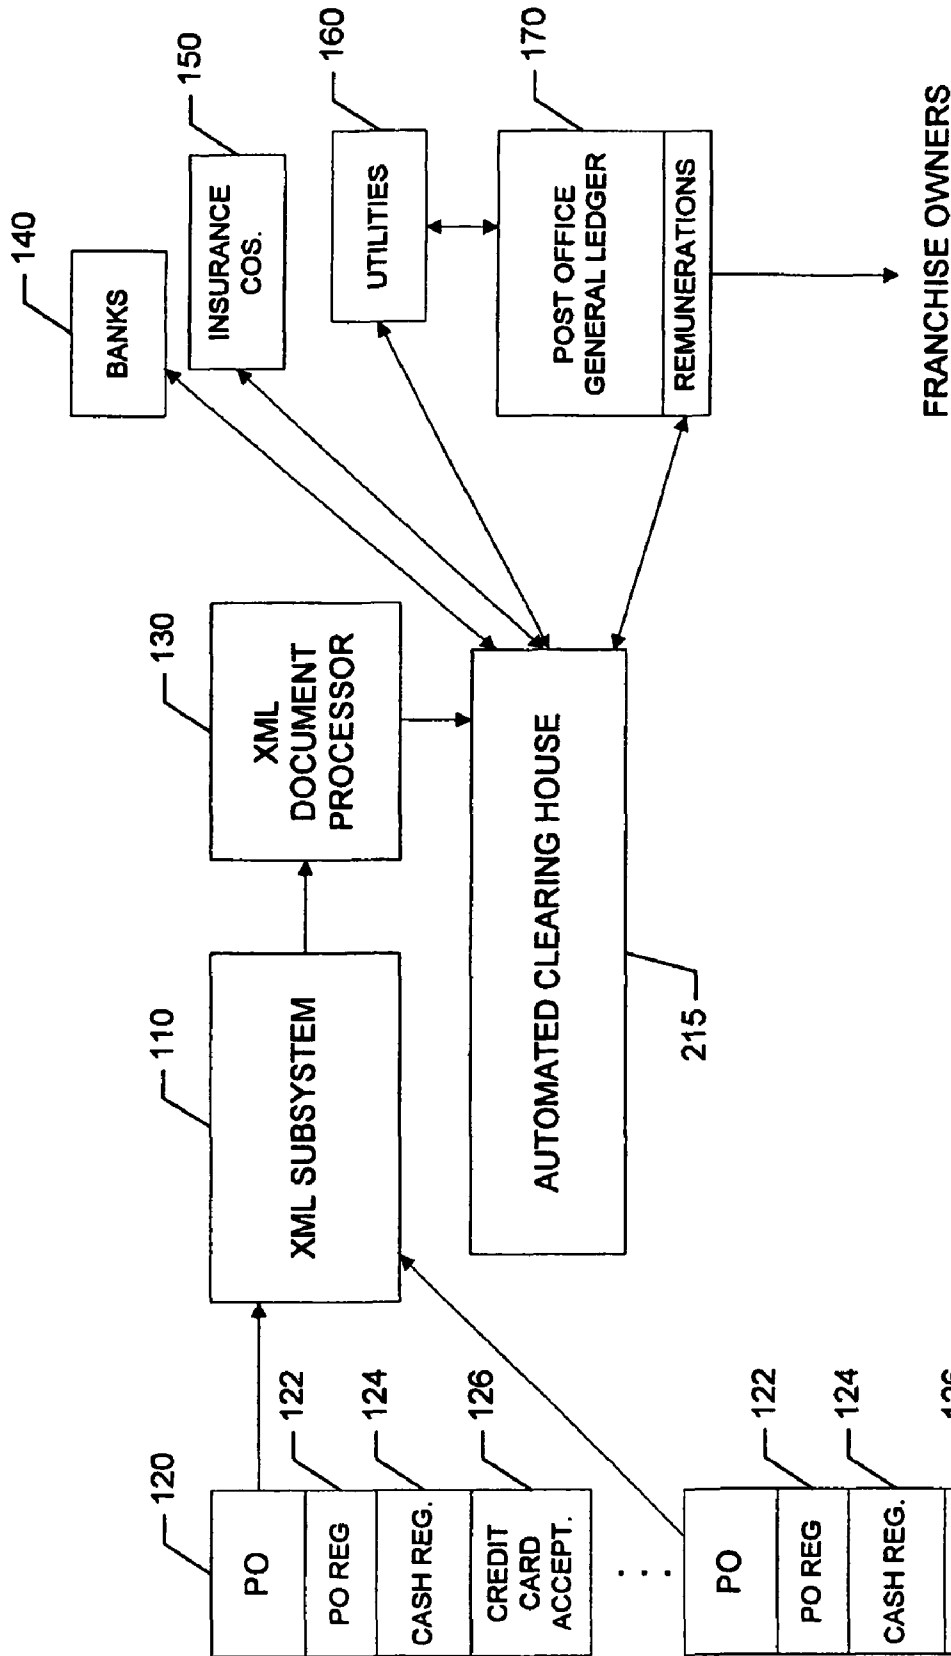 120
PO
PO REG
122
CASH REG.
124
CREDIT
CARD
ACCEPT.
126
PO
PO REG
122
CASH REG.
124
110
XML SUBSYSTEM
130
XML
DOCUMENT
PROCESSOR
AUTOMATED CLEARING HOUSE
215
140
BANKS
150
INSURANCE
COS.
160
UTILITIES
170
POST OFFICE
GENERAL LEDGER
REMUNERATIONS
FRANCHISE OWNERS